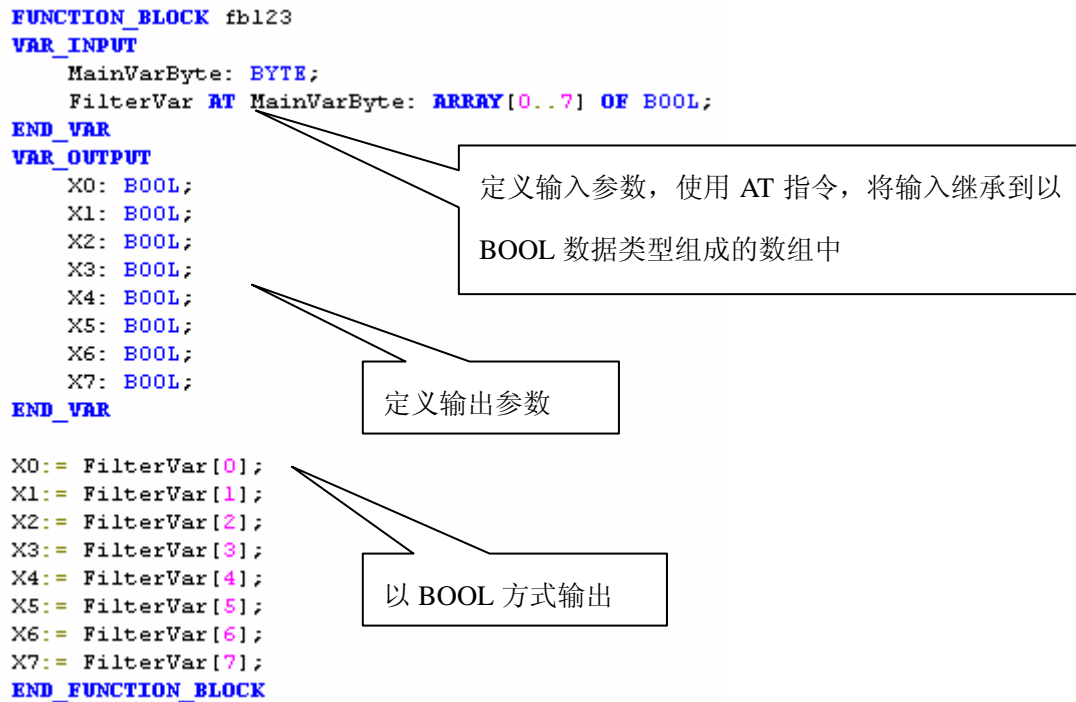 FUNCTION_BLOCK fb123
VAR_INPUT
MainVarByte: BYTE;
FilterVar AT MainVarByte: ARRAY[0..7] OF BOOL;
END_VAR
VAR_OUTPUT
X0: BOOL;
X1: BOOL;
X2: BOOL;
X3: BOOL;
X4: BOOL;
X5: BOOL;
X6: BOOL;
X7: BOOL;
END_VAR
定义输入参数，使用 AT 指令，将输入继承到以
BOOL 数据类型组成的数组中
定义输出参数
X0:= FilterVar[0];
X1:= FilterVar[1];
X2:= FilterVar[2];
X3:= FilterVar[3];
X4:= FilterVar[4];
X5:= FilterVar[5];
X6:= FilterVar[6];
X7:= FilterVar[7];
END_FUNCTION_BLOCK
以 BOOL 方式输出